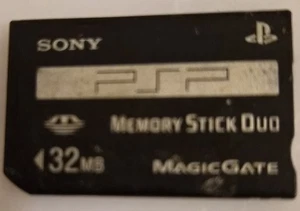 SONY
PSP
MEMORY STICK DUO
32MB
MAGICGATE